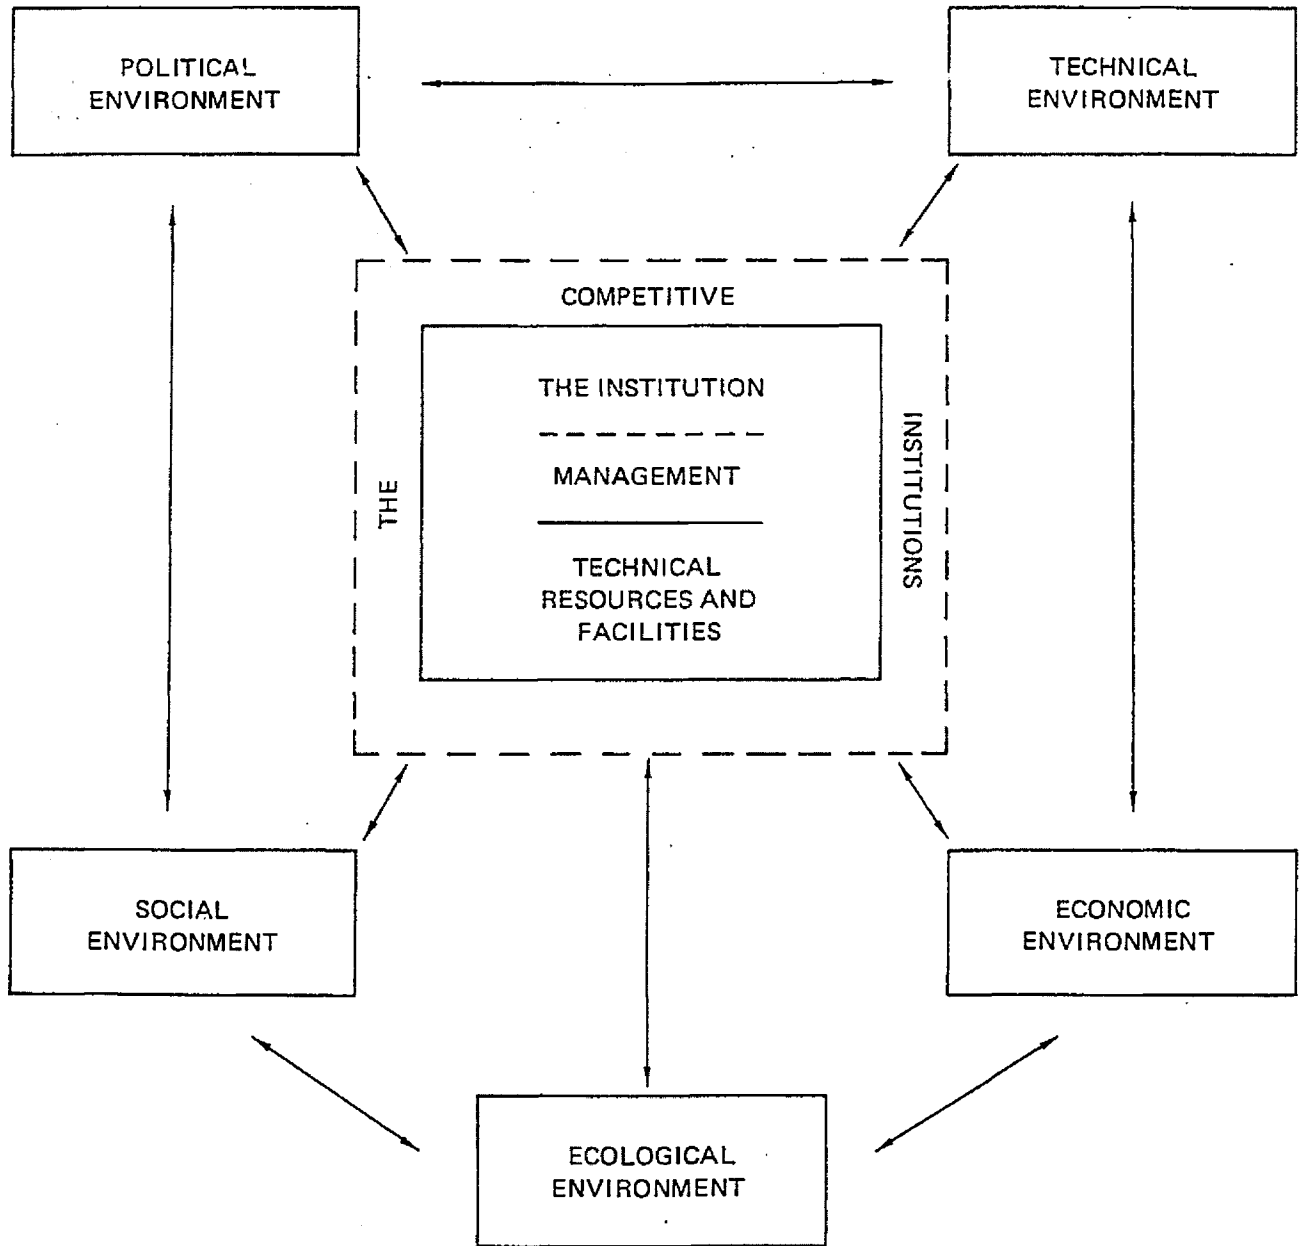 POLITICAL
ENVIRONMENT
TECHNICAL
ENVIRONMENT
THE
COMPETITIVE
INSTITUTIONS
THE INSTITUTION
MANAGEMENT
TECHNICAL
RESOURCES AND
FACILITIES
SOCIAL
ENVIRONMENT
ECONOMIC
ENVIRONMENT
ECOLOGICAL
ENVIRONMENT